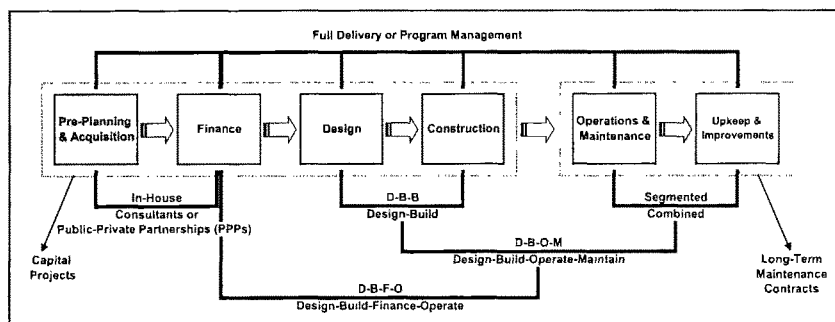 Full Delivery or Program Management
Pre-Planning
& Acquisition
Finance
Design
Construction
Operations &
Maintenance
Upkeep &
Improvements
In-House
Consultants or
Public-Private Partnerships (PPPs)
D-B-B
Design-Build
Segmented
Combined
Capital
Projects
D-B-O-M
Design-Build-Operate-Maintain
Long-Term
Maintenance
Contracts
D-B-F-O
Design-Build-Finance-Operate